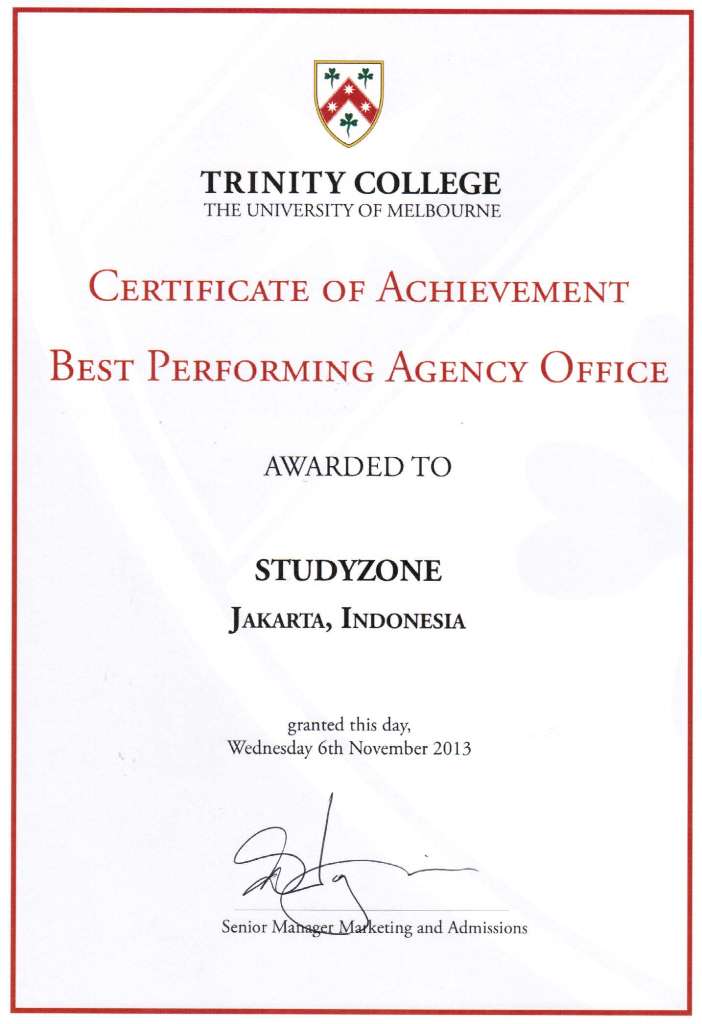 TRINITY COLLEGE
THE UNIVERSITY OF MELBOURNE
CERTIFICATE OF ACHIEVEMENT
BEST PERFORMING AGENCY OFFICE
AWARDED TO
STUDYZONE
JAKARTA, INDONESIA
granted this day,
Wednesday 6th November 2013
Senior Manager Marketing and Admissions